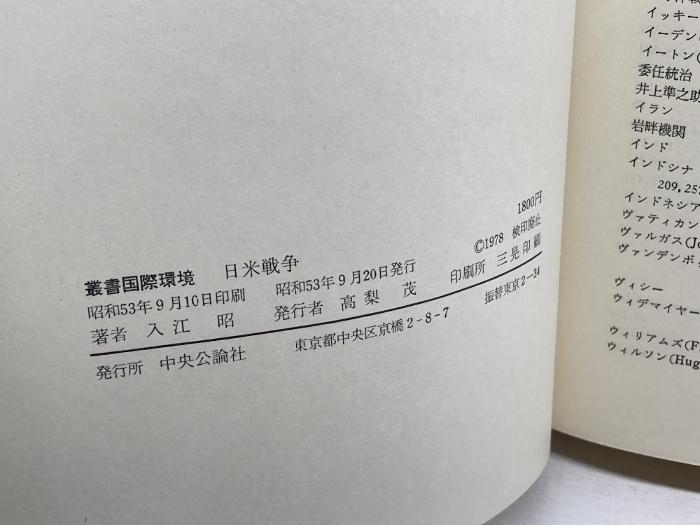 1800円
叢書国際環境 日米戦争 ©1978 検印廃止
昭和53年9月10日印刷 昭和53年9月20日発行
著者 入江 昭 発行者 高梨 茂 印刷所 三晃印刷
発行所 中央公論社 東京都中央区京橋2-8-7 振替東京2-34
イッキー
イーデン(
イートン(
委任統治
井上準之助
イラン
岩畔機関
インド
インドシナ
209, 25
インドネシア
ヴァティカン
ヴァルガス(J
ヴァンデンボ
ヴィシー
ヴィデマイヤー
ウィリアムズ(F
ウィルソン(Hug